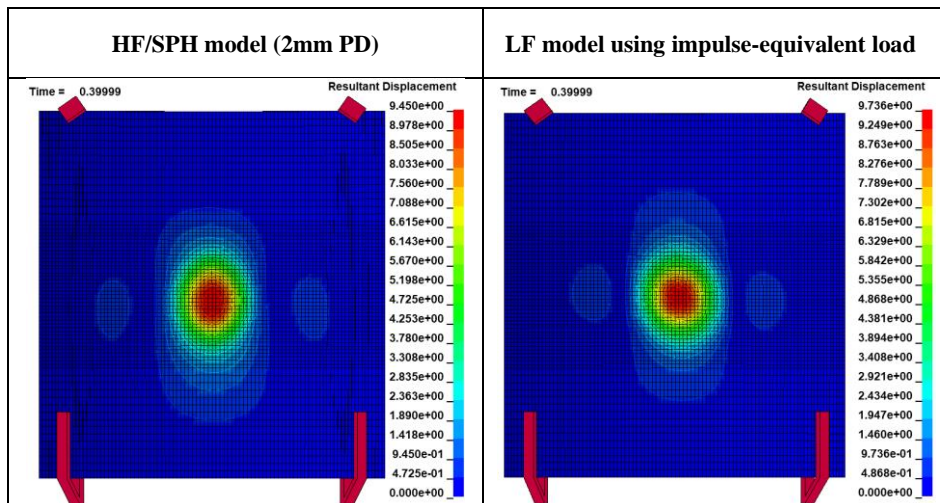 HF/SPH model (2mm PD)
LF model using impulse-equivalent load
Time = 0.39999
Resultant Displacement
9.450e+00
8.978e+00
8.505e+00
8.033e+00
7.560e+00
7.088e+00
6.615e+00
6.143e+00
5.670e+00
5.198e+00
4.725e+00
4.253e+00
3.780e+00
3.308e+00
2.835e+00
2.363e+00
1.890e+00
1.418e+00
9.450e-01
4.725e-01
0.000e+00
Time = 0.39999
Resultant Displacement
9.736e+00
9.249e+00
8.763e+00
8.276e+00
7.789e+00
7.302e+00
6.815e+00
6.329e+00
5.842e+00
5.355e+00
4.868e+00
4.381e+00
3.894e+00
3.408e+00
2.921e+00
2.434e+00
1.947e+00
1.460e+00
9.736e-01
4.868e-01
0.000e+00